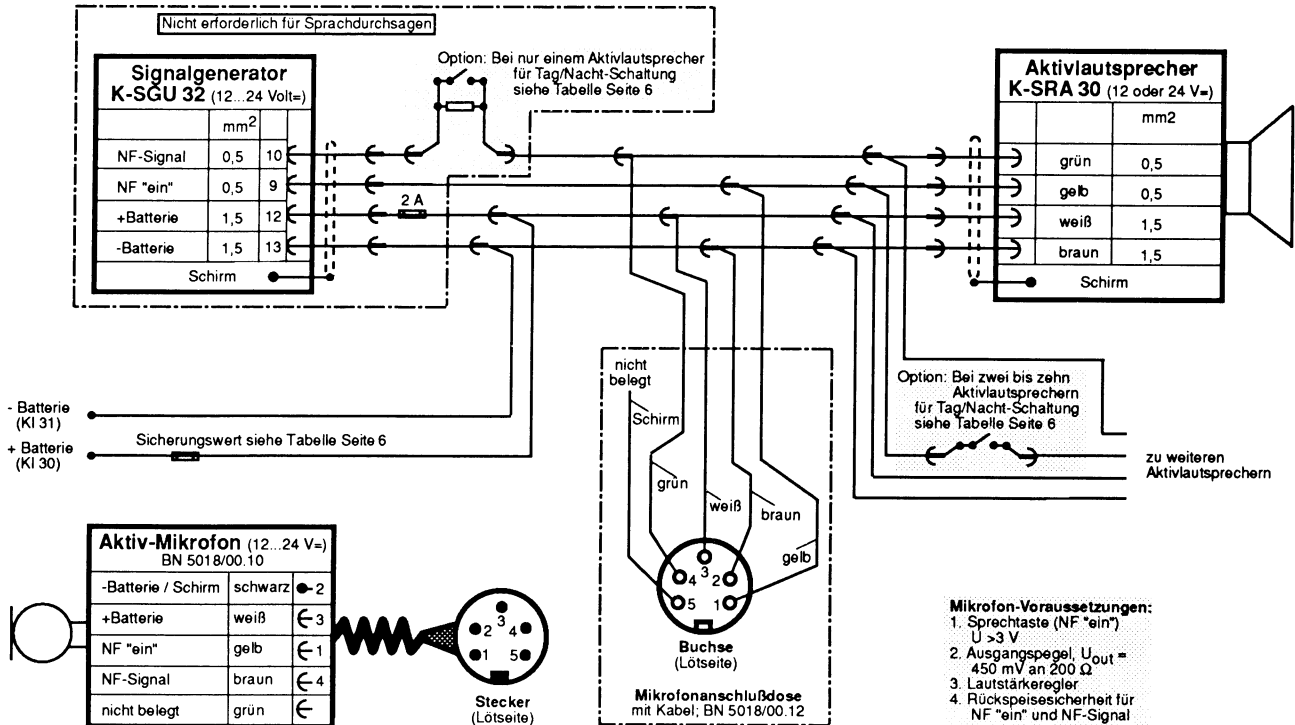 Nicht erforderlich für Sprachdurchsagen
Signalgenerator
K-SGU 32 (12...24 Volt=)
mm2
NF-Signal 0,5 10
NF "ein" 0,5 9
+Batterie 1,5 12
-Batterie 1,5 13
Schirm
Option: Bei nur einem Aktivlautsprecher
für Tag/Nacht-Schaltung
siehe Tabelle Seite 6
2 A
Aktivlautsprecher
K-SRA 30 (12 oder 24 V=)
mm2
grün 0,5
gelb 0,5
weiß 1,5
braun 1,5
Schirm
- Batterie
(Kl 31)
+ Batterie
(Kl 30)
Sicherungswert siehe Tabelle Seite 6
nicht
belegt
Schirm
grün
weiß
braun
gelb
4 3 2
5 1
Buchse
(Lötseite)
Mikrofonanschlußdose
mit Kabel; BN 5018/00.12
Option: Bei zwei bis zehn
Aktivlautsprechern
für Tag/Nacht-Schaltung
siehe Tabelle Seite 6
zu weiteren
Aktivlautsprechern
Aktiv-Mikrofon (12...24 V=)
BN 5018/00.10
-Batterie / Schirm schwarz 2
+Batterie weiß 3
NF "ein" gelb 1
NF-Signal braun 4
nicht belegt grün
3
2 4
1 5
Stecker
(Lötseite)
Mikrofon-Voraussetzungen:
1. Sprechtaste (NF "ein")
U >3 V
2. Ausgangspegel, Uout =
450 mV an 200 Ω
3. Lautstärkeregler
4. Rückspeisesicherheit für
NF "ein" und NF-Signal